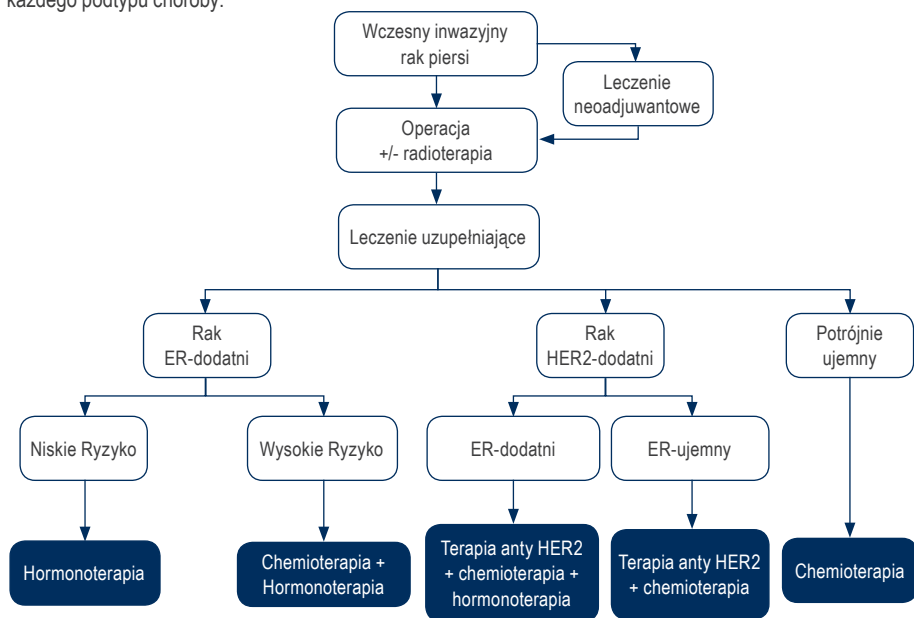 każdego podtypu choroby.
Wczesny inwazyjny
rak piersi
Leczenie
neoadjuwantowe
Operacja
+/- radioterapia
Leczenie uzupełniające
Rak
ER-dodatni
Rak
HER2-dodatni
Potrójnie
ujemny
Niskie Ryzyko
Wysokie Ryzyko
ER-dodatni
ER-ujemny
Hormonoterapia
Chemioterapia +
Hormonoterapia
Terapia anty HER2
+ chemioterapia +
hormonoterapia
Terapia anty HER2
+ chemioterapia
Chemioterapia